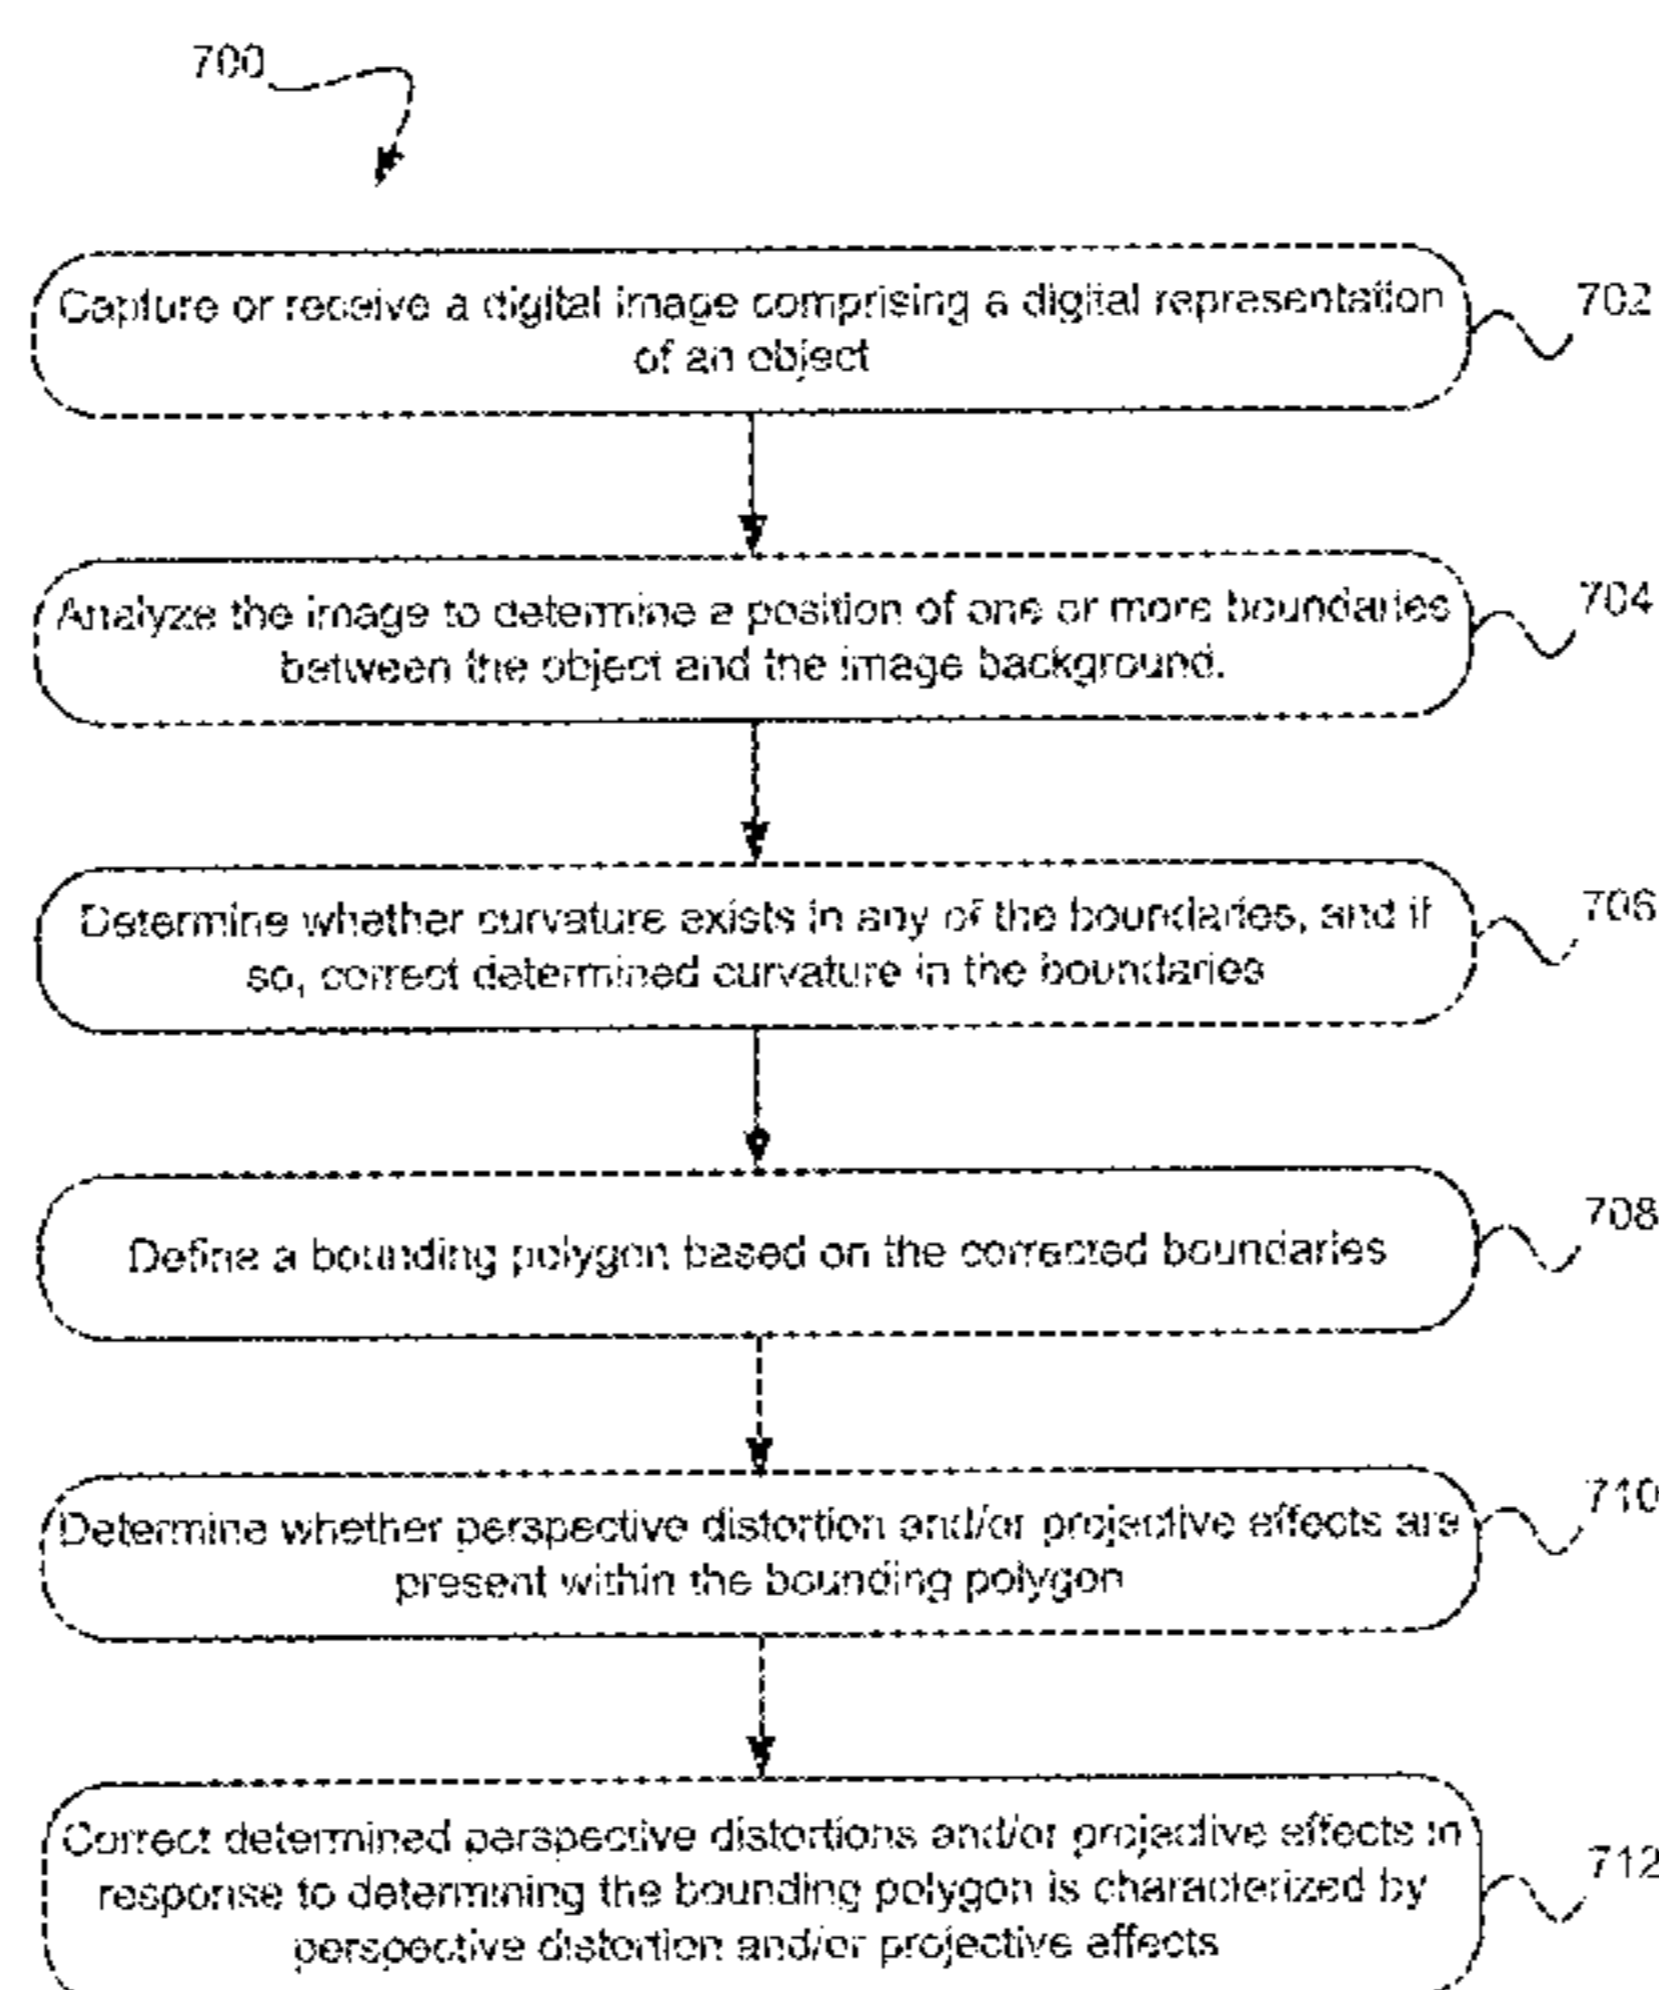 700
Capture or receive a digital image comprising a digital representation
of an object
702
Analyze the image to determine a position of one or more boundaries
between the object and the image background.
704
Determine whether curvature exists in any of the boundaries, and if
so, correct determined curvature in the boundaries
706
Define a bounding polygon based on the corrected boundaries
708
Determine whether perspective distortion and/or projective effects are
present within the bounding polygon
710
Correct determined perspective distortions and/or projective effects in
response to determining the bounding polygon is characterized by
perspective distortion and/or projective effects
712